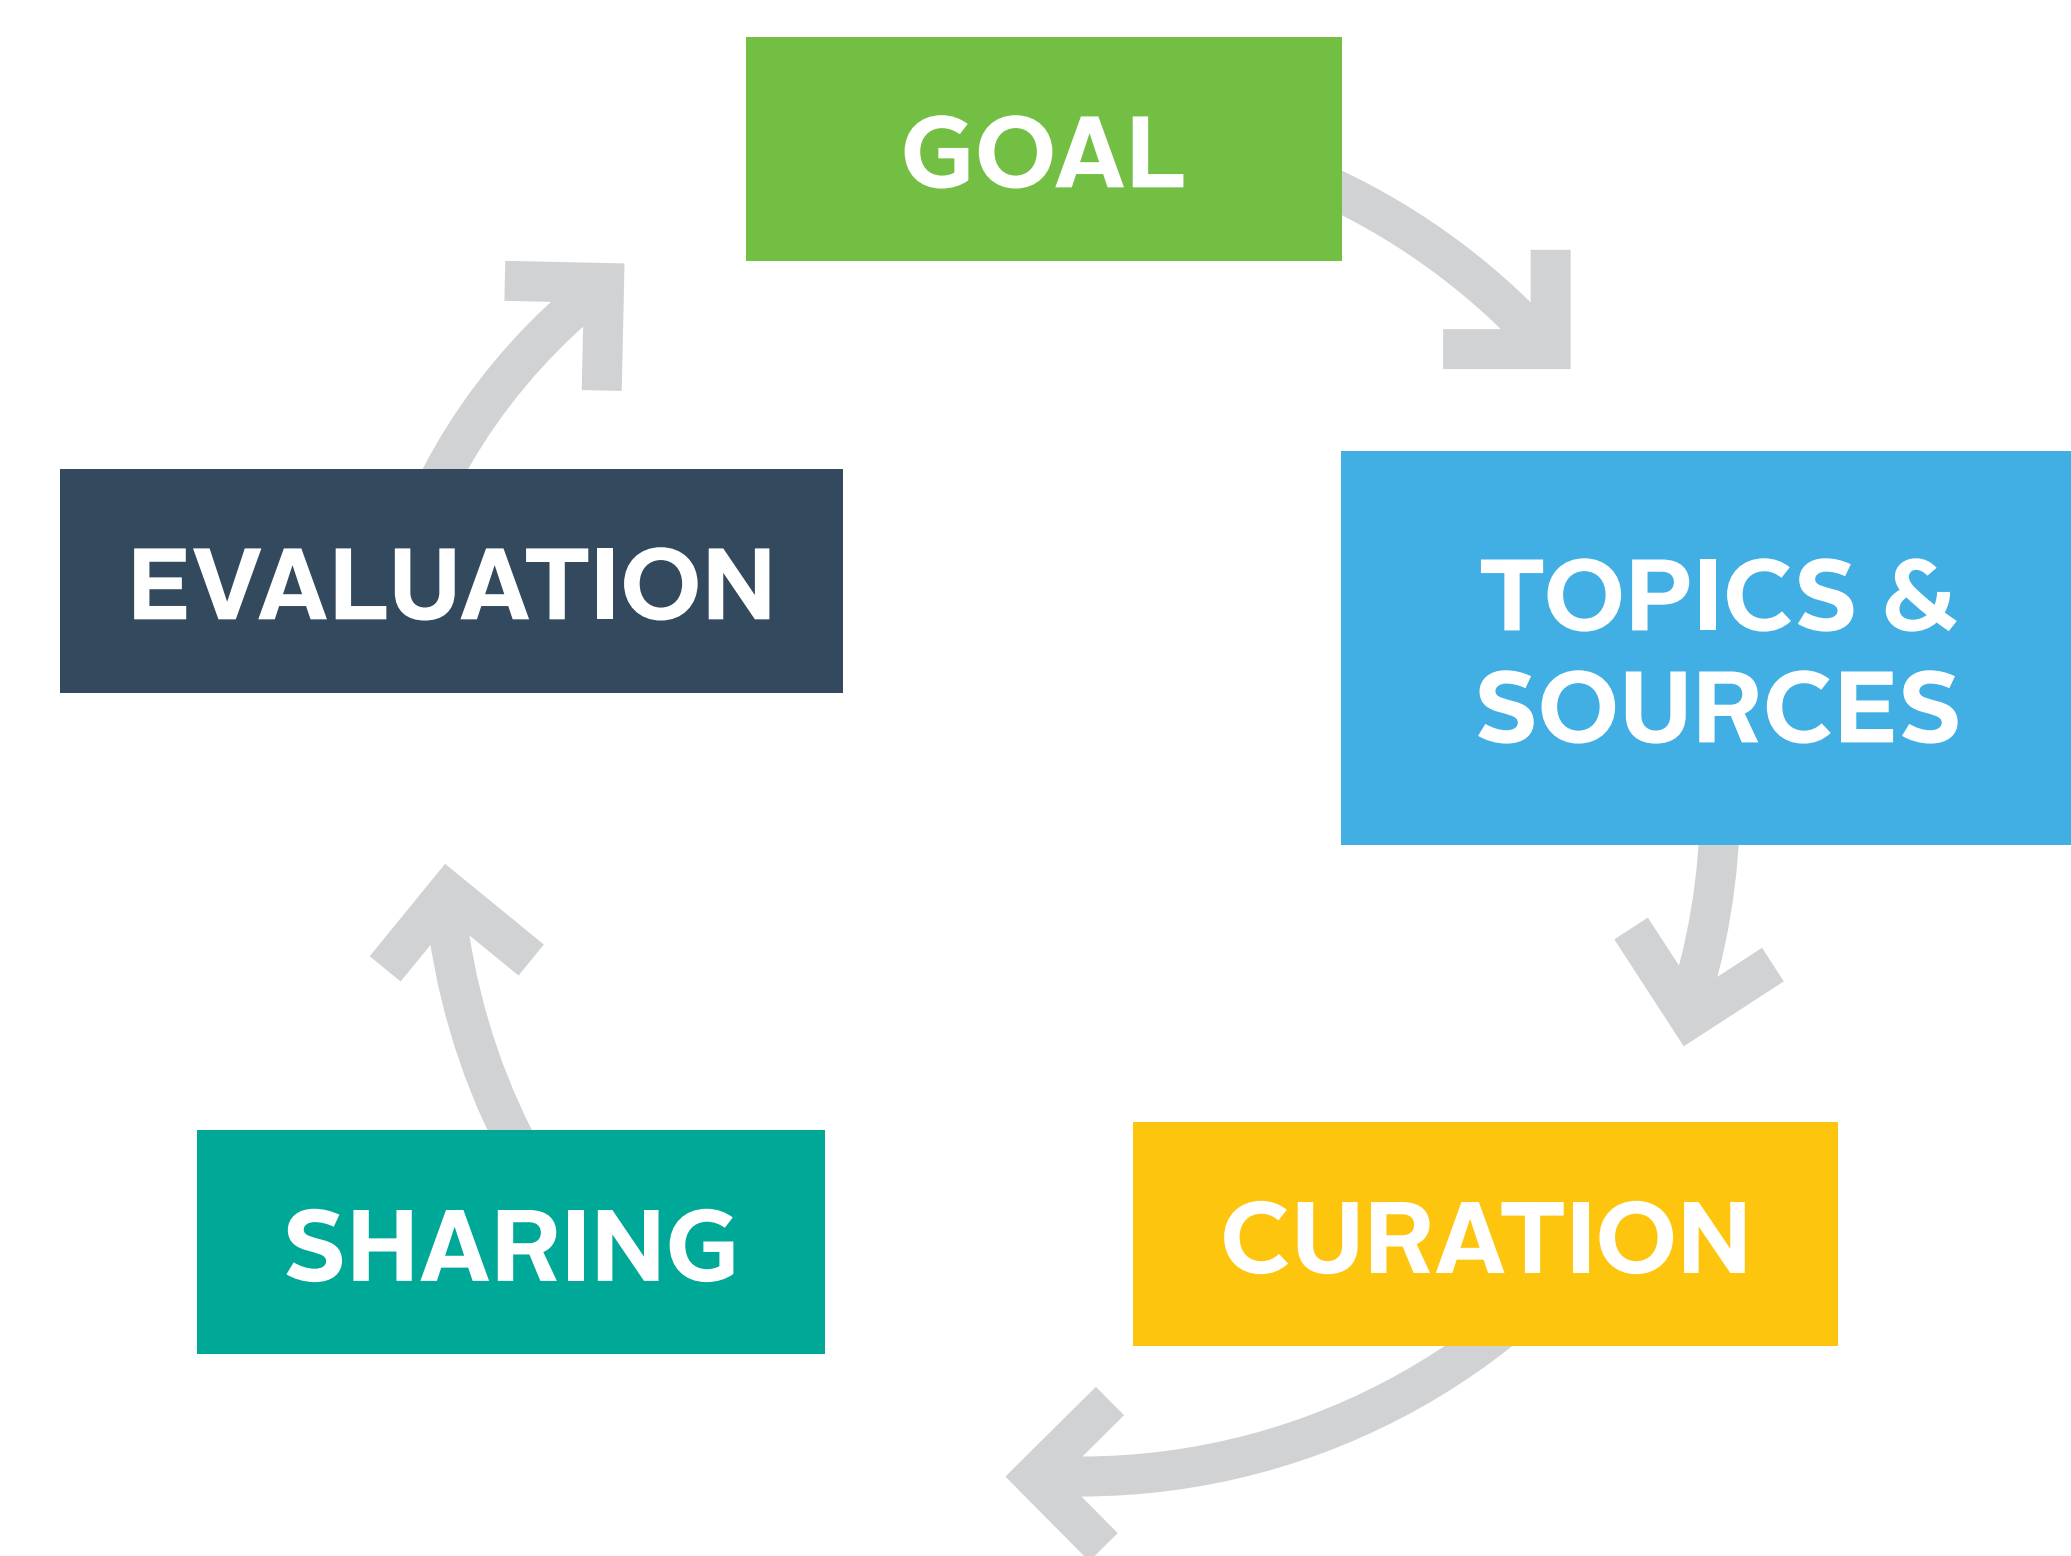 GOAL
TOPICS &
SOURCES
CURATION
SHARING
EVALUATION